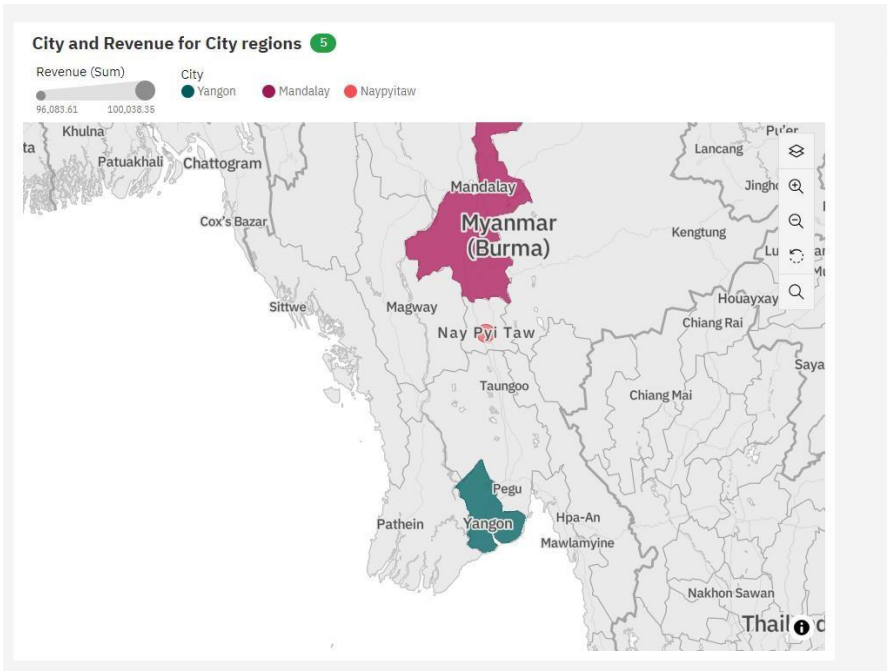 City and Revenue for City regions 5
Revenue (Sum)
96,083.61 100,038.35
City
Yangon Mandalay Naypyitaw
Khulna
Pu'er
ta
Patuakhali
Chattogram
Lancang
Mandalay
Cox's Bazar
Myanmar
(Burma)
Kengtung
Sittwe
Magway
Houayxay
Nay Pyi Taw
Chiang Rai
Saya
Taungoo
Chiang Mai
Pegu
Pathein
Yangon
Hpa-An
Mawlamyine
Nakhon Sawan